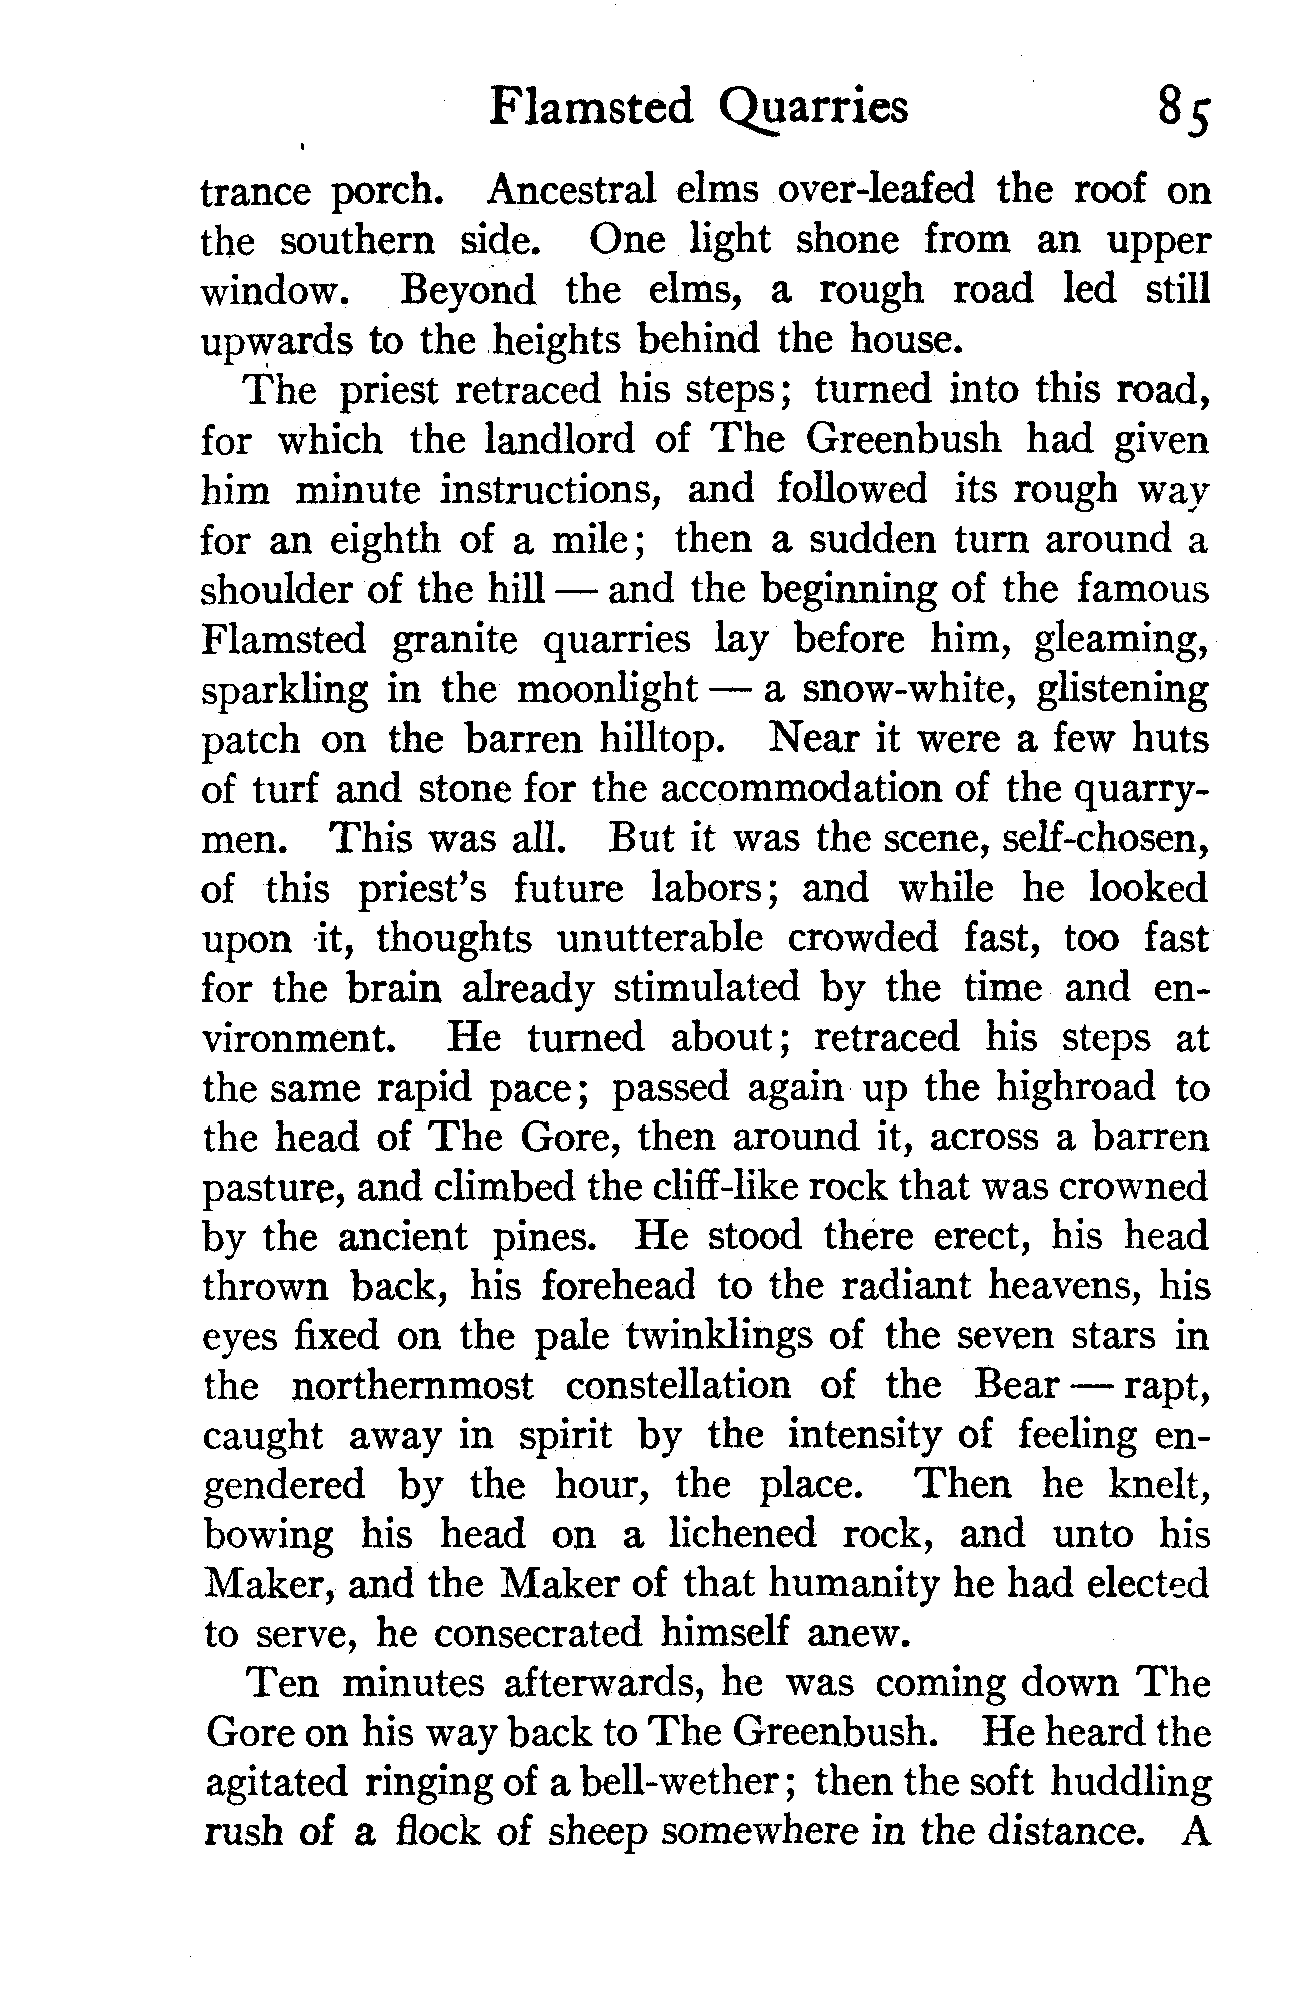 Flamsted Quarries 85
trance porch. Ancestral elms over-leafed the roof on
the southern side. One light shone from an upper
window. Beyond the elms, a rough road led still
upwards to the heights behind the house.
The priest retraced his steps; turned into this road,
for which the landlord of The Greenbush had given
him minute instructions, and followed its rough way
for an eighth of a mile; then a sudden turn around a
shoulder of the hill — and the beginning of the famous
Flamsted granite quarries lay before him, gleaming,
sparkling in the moonlight — a snow-white, glistening
patch on the barren hilltop. Near it were a few huts
of turf and stone for the accommodation of the quarry-
men. This was all. But it was the scene, self-chosen,
of this priest's future labors; and while he looked
upon it, thoughts unutterable crowded fast, too fast
for the brain already stimulated by the time and en-
vironment. He turned about; retraced his steps at
the same rapid pace; passed again up the highroad to
the head of The Gore, then around it, across a barren
pasture, and climbed the cliff-like rock that was crowned
by the ancient pines. He stood there erect, his head
thrown back, his forehead to the radiant heavens, his
eyes fixed on the pale twinklings of the seven stars in
the northernmost constellation of the Bear — rapt,
caught away in spirit by the intensity of feeling en-
gendered by the hour, the place. Then he knelt,
bowing his head on a lichened rock, and unto his
Maker, and the Maker of that humanity he had elected
to serve, he consecrated himself anew.
Ten minutes afterwards, he was coming down The
Gore on his way back to The Greenbush. He heard the
agitated ringing of a bell-wether; then the soft huddling
rush of a flock of sheep somewhere in the distance. A